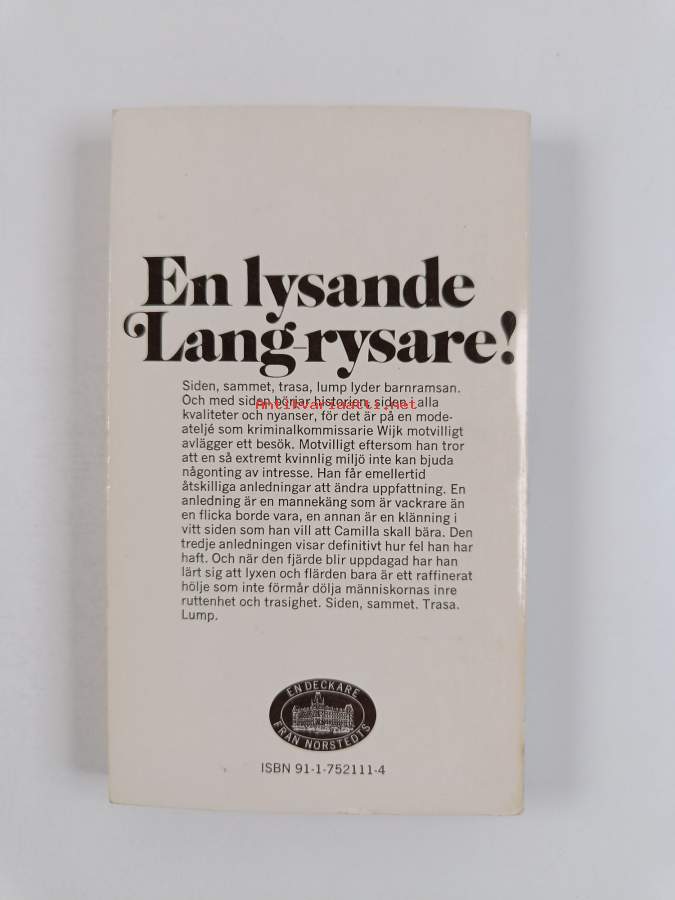 En lysande
Lang-rysare!
Siden, sammet, trasa, lump lyder barnramsan.
Och med siden börjar historien, siden i alla
Antikvariaatti.net
kvaliteter och nyanser, för det är på en mode-
ateljé som kriminalkommissarie Wijk motvilligt
avlägger ett besök. Motvilligt eftersom han tror
att en så extremt kvinnlig miljö inte kan bjuda
någonting av intresse. Han får emellertid
åtskilliga anledningar att ändra uppfattning. En
anledning är en mannekäng som är vackrare än
en flicka borde vara, en annan är en klänning i
vitt siden som han vill att Camilla skall bära. Den
tredje anledningen visar definitivt hur fel han har
haft. Och när den fjärde blir uppdagad har han
lärt sig att lyxen och flärden bara är ett raffinerat
hölje som inte förmår dölja människornas inre
ruttenhet och trasighet. Siden, sammet. Trasa.
Lump.
EN DECKARE
FRÅN NORSTEDTS
ISBN 91-1-752111-4